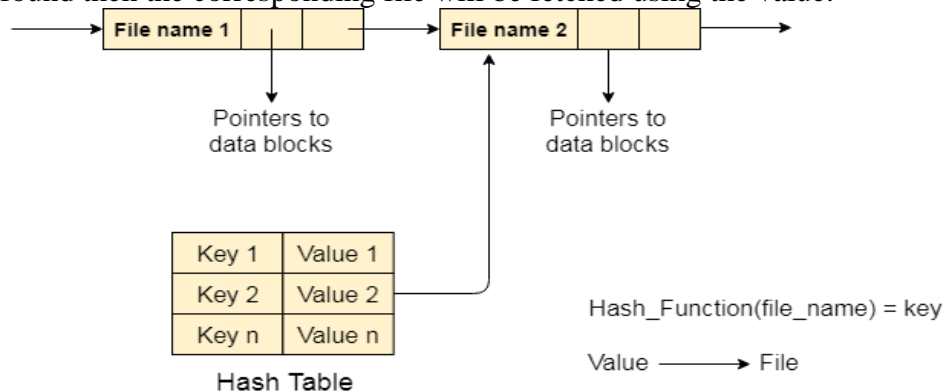 found then the corresponding file will be fetched using the value.
File name 1
File name 2
Pointers to
data blocks
Pointers to
data blocks
Key 1 Value 1
Key 2 Value 2
Key n Value n
Hash Table
Hash_Function(file_name) = key
Value File